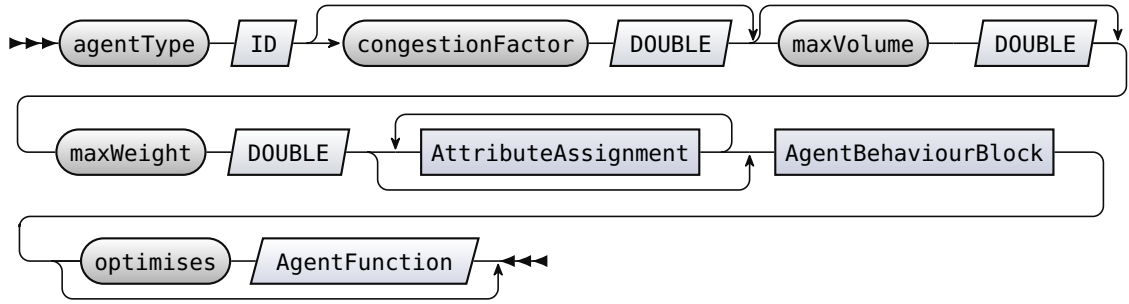 agentType ID congestionFactor DOUBLE maxVolume DOUBLE
maxWeight DOUBLE AttributeAssignment AgentBehaviourBlock
optimises AgentFunction